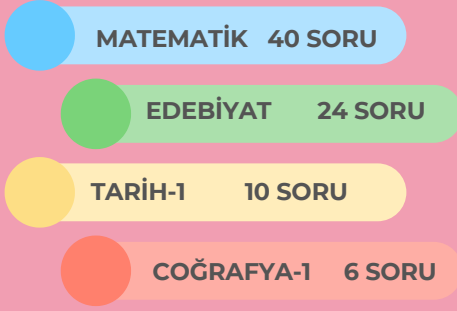 MATEMATİK 40 SORU
EDEBİYAT 24 SORU
TARİH-1 10 SORU
COĞRAFYA-1 6 SORU